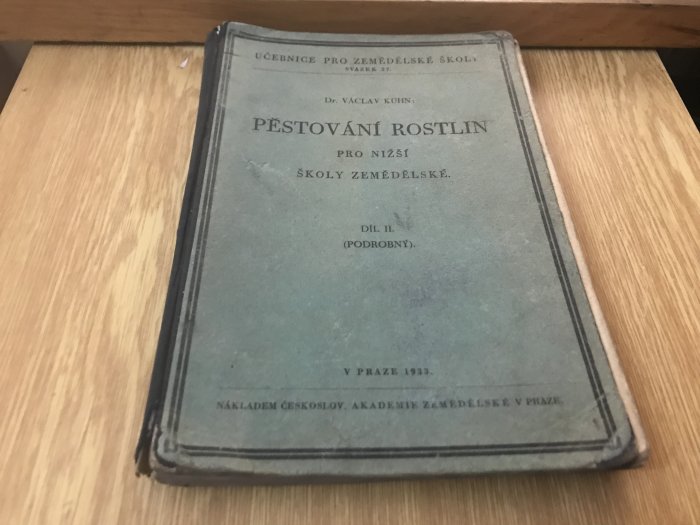 UČEBNICE PRO ZEMĚDĚLSKÉ ŠKOLY
SVAZEK 27.
Dr. VÁCLAV KÜHN:
PĚSTOVÁNÍ ROSTLIN
PRO NIŽŠÍ
ŠKOLY ZEMĚDĚLSKÉ.
DÍL II.
(PODROBNÝ).
V PRAZE 1933.
NÁKLADEM ČESKOSLOV. AKADEMIE ZEMĚDĚLSKÉ V PRAZE.